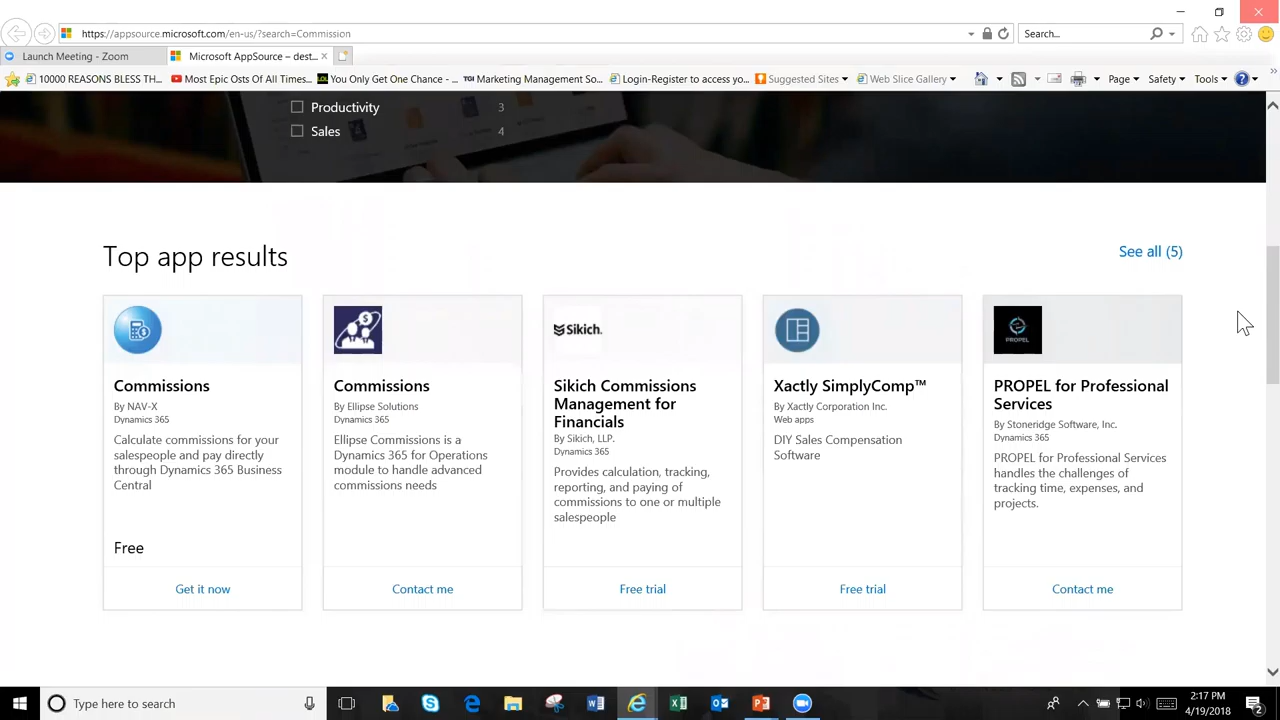 https://appsource.microsoft.com/en-us/?search=Commission
Search...
Launch Meeting - Zoom
Microsoft AppSource – dest...
10000 REASONS BLESS TH...
Most Epic Osts Of All Times...
You Only Get One Chance - ...
TGI Marketing Management So...
Login-Register to access yo...
Suggested Sites
Web Slice Gallery
Page
Safety
Tools
Productivity 3
Sales 4
Top app results
See all (5)
Commissions
By NAV-X
Dynamics 365
Calculate commissions for your
salespeople and pay directly
through Dynamics 365 Business
Central
Free
Get it now
Commissions
By Ellipse Solutions
Dynamics 365
Ellipse Commissions is a
Dynamics 365 for Operations
module to handle advanced
commissions needs
Contact me
Sikich.
Sikich Commissions
Management for
Financials
By Sikich, LLP.
Dynamics 365
Provides calculation, tracking,
reporting, and paying of
commissions to one or multiple
salespeople
Free trial
Xactly SimplyComp™
By Xactly Corporation Inc.
Web apps
DIY Sales Compensation
Software
Free trial
PROPEL
PROPEL for Professional
Services
By Stoneridge Software, Inc.
Dynamics 365
PROPEL for Professional Services
handles the challenges of
tracking time, expenses, and
projects.
Contact me
Type here to search
2:17 PM
4/19/2018
2